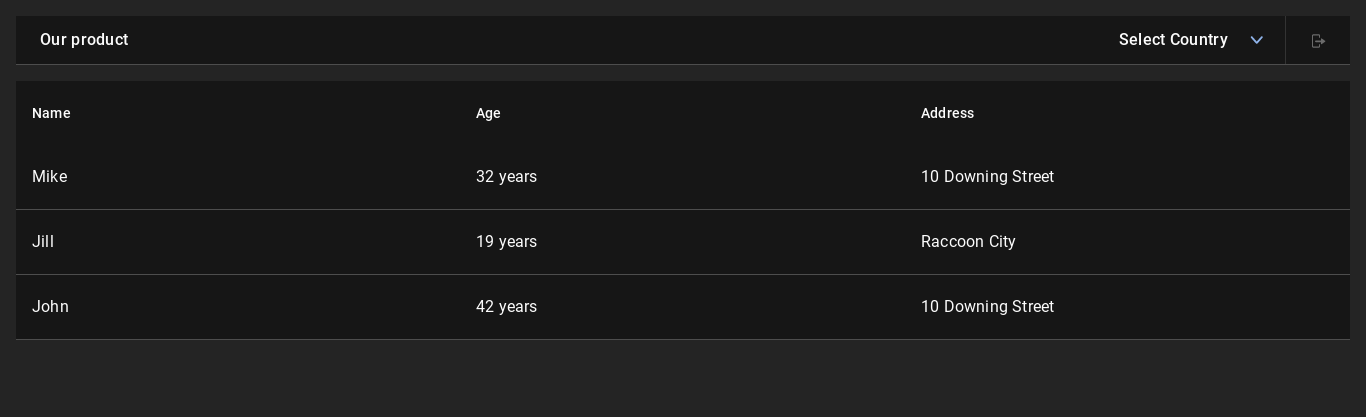 Our product Select Country
Name Age Address
Mike 32 years 10 Downing Street
Jill 19 years Raccoon City
John 42 years 10 Downing Street